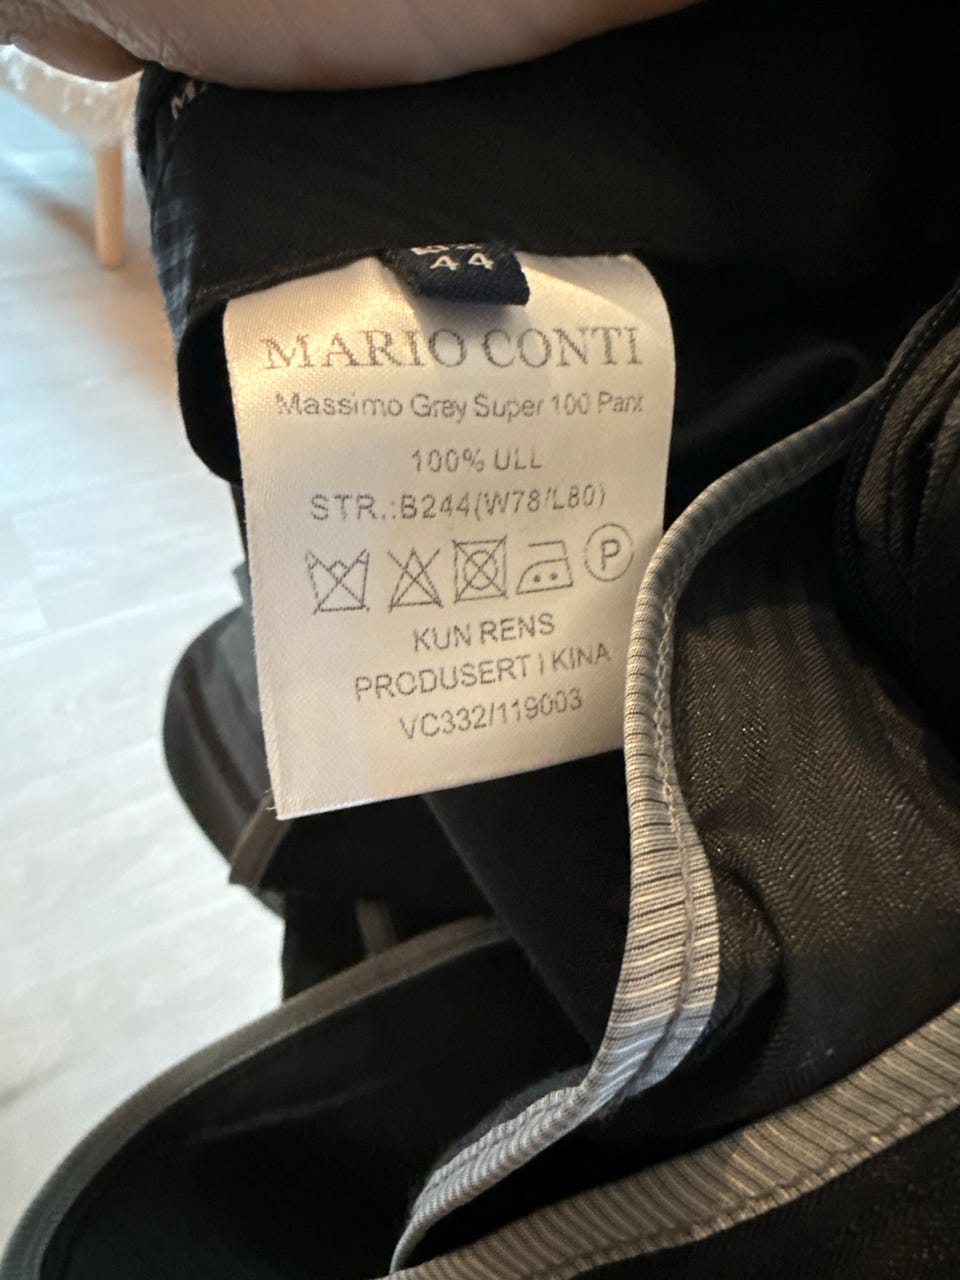 44
MARIO CONTI
Massimo Grey Super 100 Pant
100% ULL
STR.:B244(W78/L80)
P
KUN RENS
PRODUSERT I KINA
VC332/119003